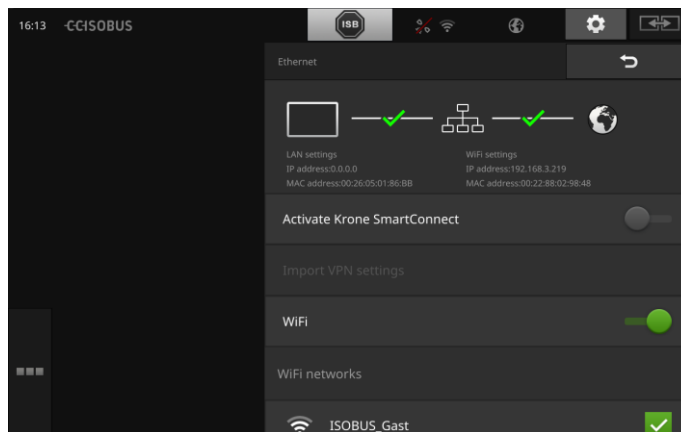 16:13 CCISOBUS
ISB
Ethernet
LAN settings
IP address:0.0.0.0
MAC address:00:26:05:01:86:BB
WiFi settings
IP address:192.168.3.219
MAC address:00:22:88:02:98:48
Activate Krone SmartConnect
Import VPN settings
WiFi
WiFi networks
ISOBUS_Gast